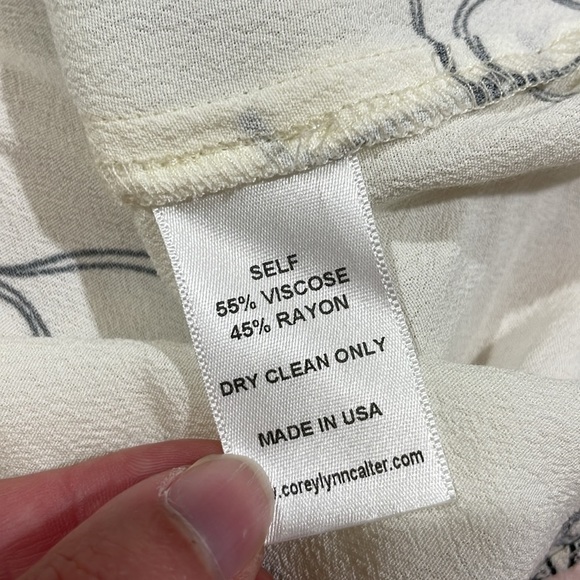 SELF
55% VISCOSE
45% RAYON
DRY CLEAN ONLY
MADE IN USA
.coreylynncalter.com